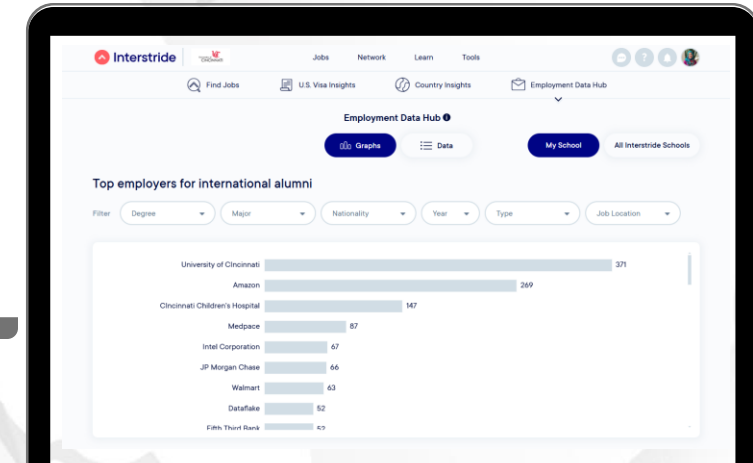 Interstride
Jobs Network Learn Tools
Find Jobs U.S. Visa Insights Country Insights Employment Data Hub
Employment Data Hub
Graphs Data My School All Interstride Schools
Top employers for international alumni
Filter Degree Major Nationality Year Type Job Location
University of CIncinnati 371
Amazon 269
CIncinnati Children's Hospital 147
Medpace 87
Intel Corporation 67
JP Morgan Chase 66
Walmart 63
Dataflake 52
Fifth Third Bank 52